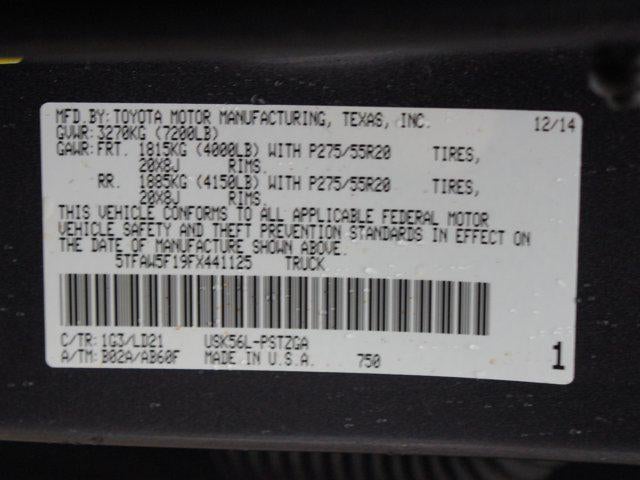 MFD.BY: TOYOTA MOTOR MANUFACTURING, TEXAS, INC. 12/14
GVWR: 3270KG (7200LB)
GAWR: FRT. 1815KG (4000LB) WITH P275/55R20 TIRES,
20X8J RIMS.
RR. 1885KG (4150LB) WITH P275/55R20 TIRES,
20X8J RIMS.
THIS VEHICLE CONFORMS TO ALL APPLICABLE FEDERAL MOTOR
VEHICLE SAFETY AND THEFT PREVENTION STANDARDS IN EFFECT ON
THE DATE OF MANUFACTURE SHOWN ABOVE.
5TFAW5F19FX441125 TRUCK
C/TR: 1G3/LD21 USK56L-PSTZGA
A/TM: B02A/AB60F MADE IN U.S.A. 750 1